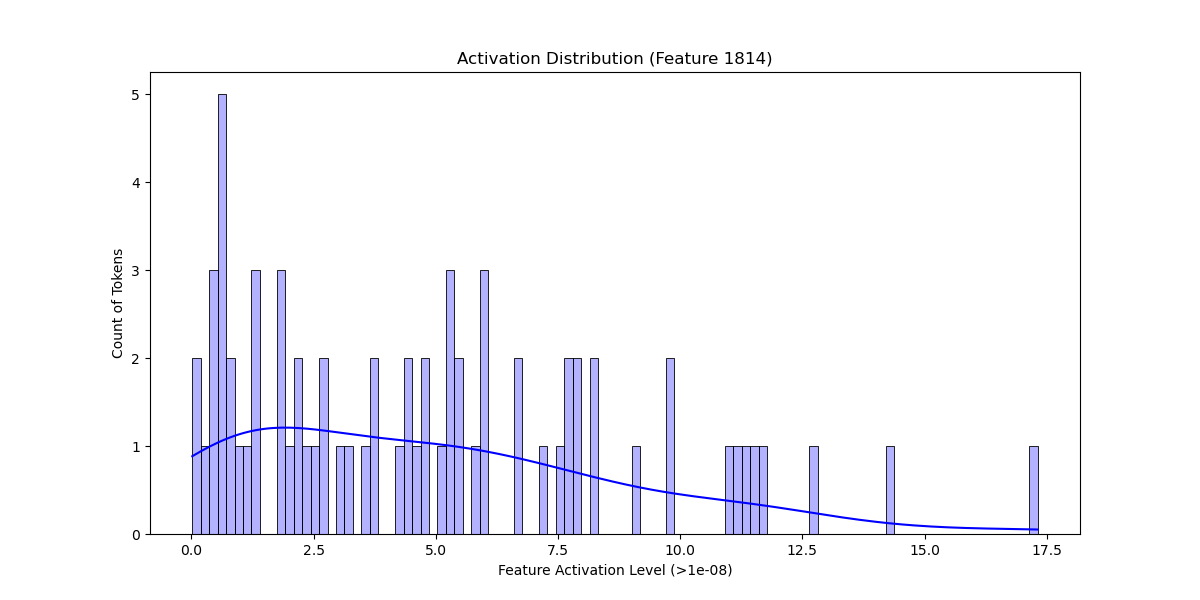 Activation Distribution (Feature 1814)
Count of Tokens
5
4
3
2
1
0
0.0 2.5 5.0 7.5 10.0 12.5 15.0 17.5
Feature Activation Level (>1e-08)